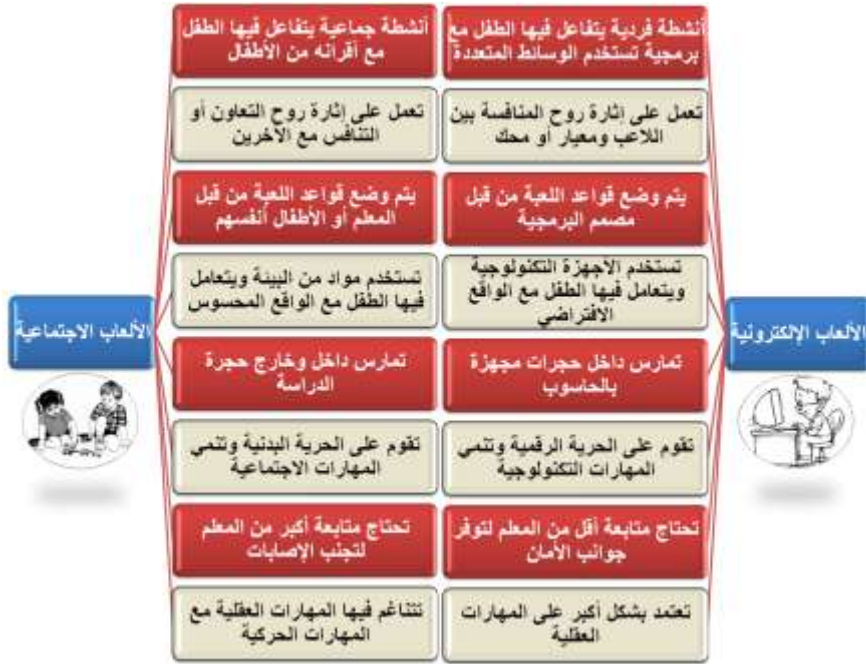 الألعاب الإلكترونية
أنشطة فردية يتفاعل فيها الطفل مع
برمجية تستخدم الوسائط المتعددة
تعمل على إثارة روح المنافسة بين
اللاعب ومعيار أو محك
يتم وضع قواعد اللعبة من قبل
مصمم البرمجية
تستخدم الأجهزة التكنولوجية
ويتعامل فيها الطفل مع الواقع
الافتراضي
تمارس داخل حجرات مجهزة
بالحاسوب
تقوم على الحرية الرقمية وتنمي
المهارات التكنولوجية
تحتاج متابعة أقل من المعلم لتوفر
جوانب الأمان
تعتمد بشكل أكبر على المهارات
العقلية
الألعاب الاجتماعية
أنشطة جماعية يتفاعل فيها الطفل
مع أقرانه من الأطفال
تعمل على إثارة روح التعاون أو
التنافس مع الآخرين
يتم وضع قواعد اللعبة من قبل
المعلم أو الأطفال أنفسهم
تستخدم مواد من البيئة ويتعامل
فيها الطفل مع الواقع المحسوس
تمارس داخل وخارج حجرة
الدراسة
تقوم على الحرية البدنية وتنمي
المهارات الاجتماعية
تحتاج متابعة أكبر من المعلم
لتجنب الإصابات
تتناغم فيها المهارات العقلية مع
المهارات الحركية